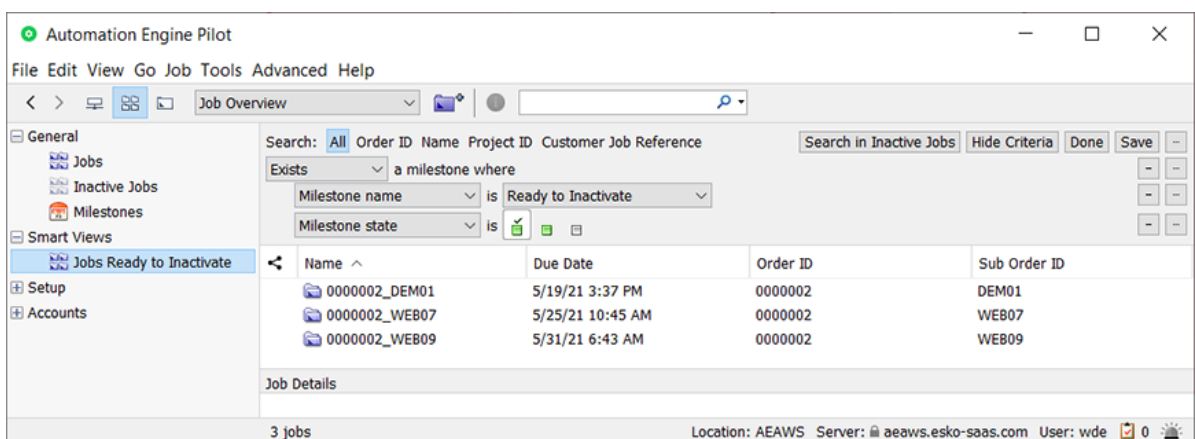 Automation Engine Pilot
File Edit View Go Job Tools Advanced Help
Job Overview
General
Jobs
Inactive Jobs
Milestones
Smart Views
Jobs Ready to Inactivate
Setup
Accounts
Search: All Order ID Name Project ID Customer Job Reference Search in Inactive Jobs Hide Criteria Done Save
Exists a milestone where
Milestone name is Ready to Inactivate
Milestone state is
Name Due Date Order ID Sub Order ID
0000002_DEM01 5/19/21 3:37 PM 0000002 DEM01
0000002_WEB07 5/25/21 10:45 AM 0000002 WEB07
0000002_WEB09 5/31/21 6:43 AM 0000002 WEB09
Job Details
3 jobs Location: AEAWS Server: aeaws.esko-saas.com User: wde 0